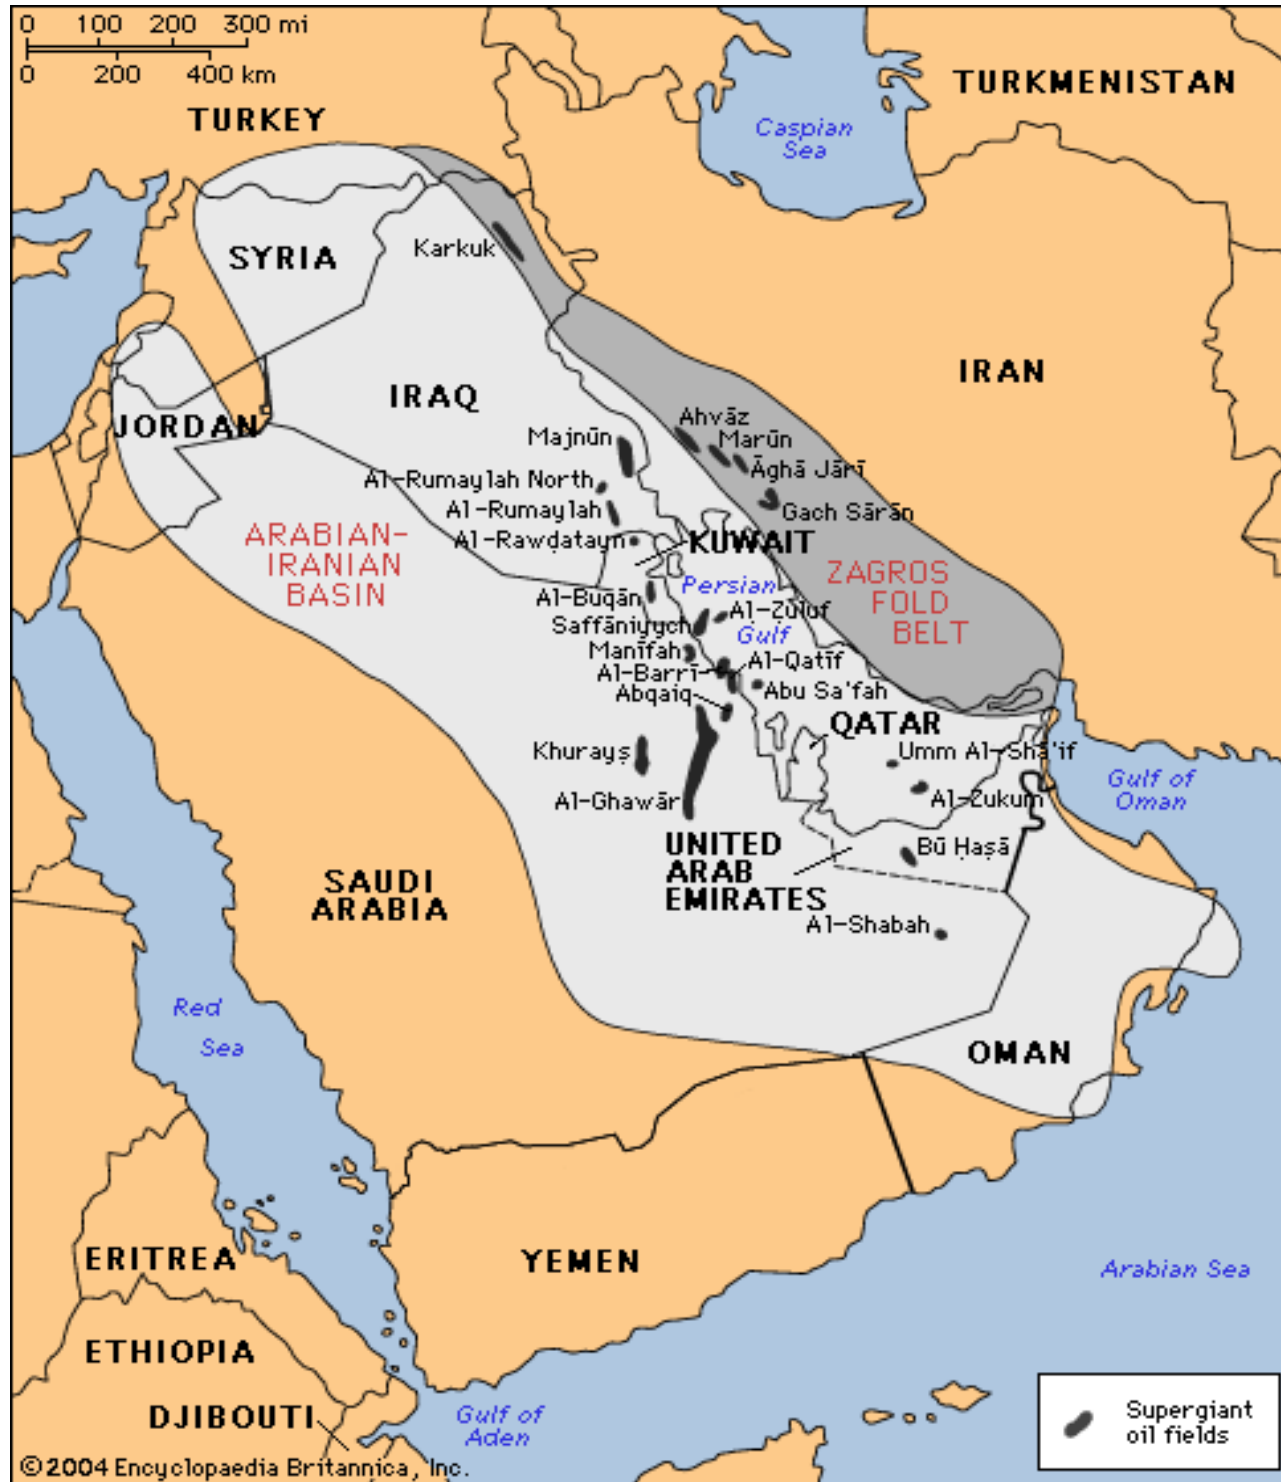 0 100 200 300 mi
0 200 400 km
TURKEY
TURKMENISTAN
Caspian
Sea
Karkuk
SYRIA
IRAN
IRAQ
JORDAN
Ahvāz
Majnūn
Marūn
Āghā Jārī
Al-Rumaylah North
Al-Rumaylah
Gach Sārān
Al-Rawḍatayn
KUWAIT
ARABIAN-
IRANIAN
BASIN
Persian
Gulf
ZAGROS
FOLD
BELT
Al-Buqān
Al-Ẓuluf
Saffāniyych
Manīfah
Al-Qatīf
Al-Barrī
Abu Sa'fah
Abqaiq
QATAR
Khurayṣ
Umm Al-Shā'if
Al-Ghawār
Al-Zukum
Gulf of
Oman
UNITED
ARAB
EMIRATES
Bū Ḥaṣā
SAUDI
ARABIA
Al-Shabah
Red
Sea
OMAN
ERITREA
YEMEN
Arabian Sea
ETHIOPIA
DJIBOUTI
Gulf of
Aden
Supergiant
oil fields
©2004 Encyclopaedia Britannica, Inc.